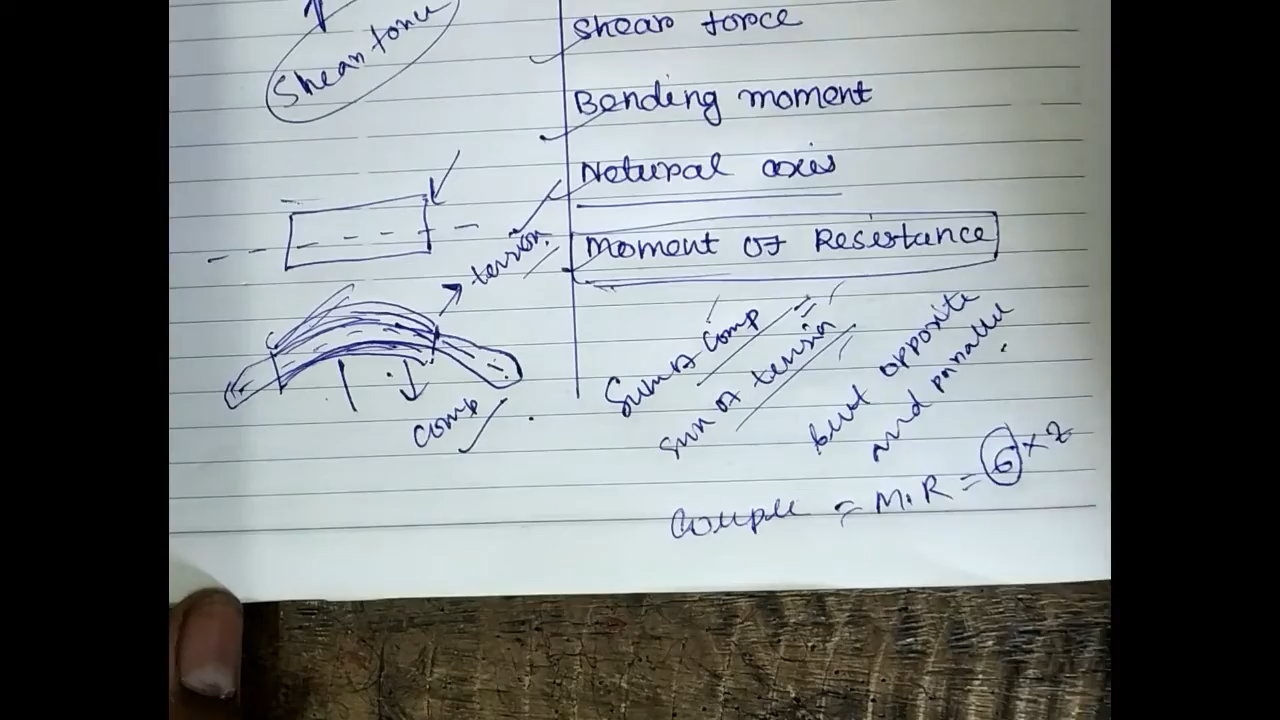 Shear force
Shear force
Bending moment
Netural axis
Moment of Resistance
tension
comp
Sum of Comp =
sum of tension
but opposite
and parallel
Couple = M.R = 6 × z